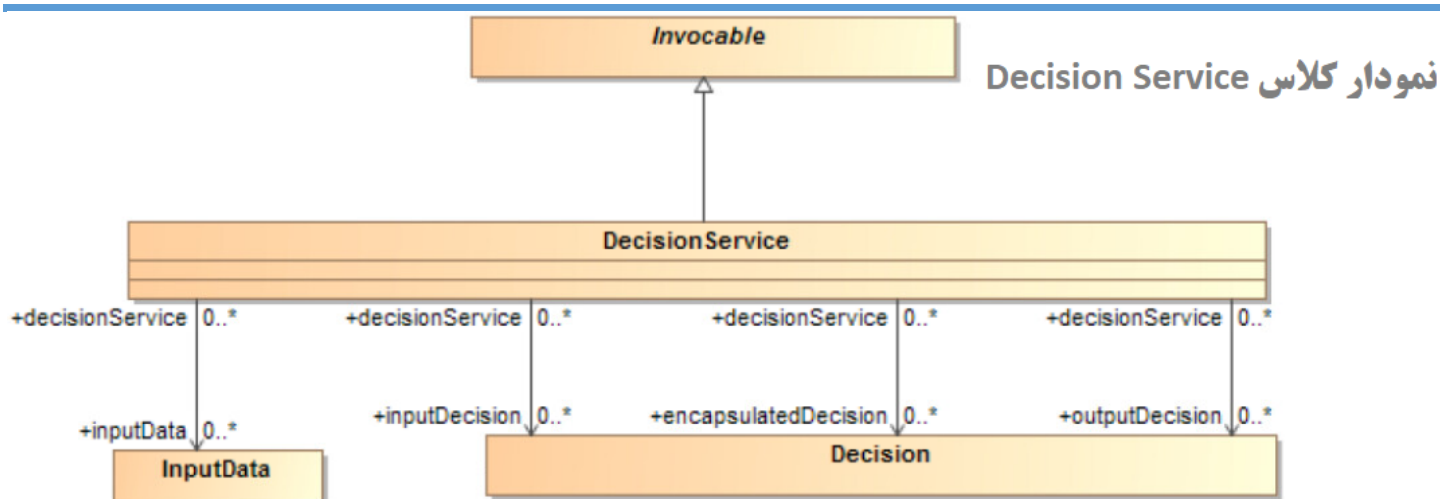 Invocable
نمودار کلاس Decision Service
DecisionService
+decisionService 0..* +decisionService 0..* +decisionService 0..* +decisionService 0..*
+inputData 0..* +inputDecision 0..* +encapsulatedDecision 0..* +outputDecision 0..*
InputData
Decision